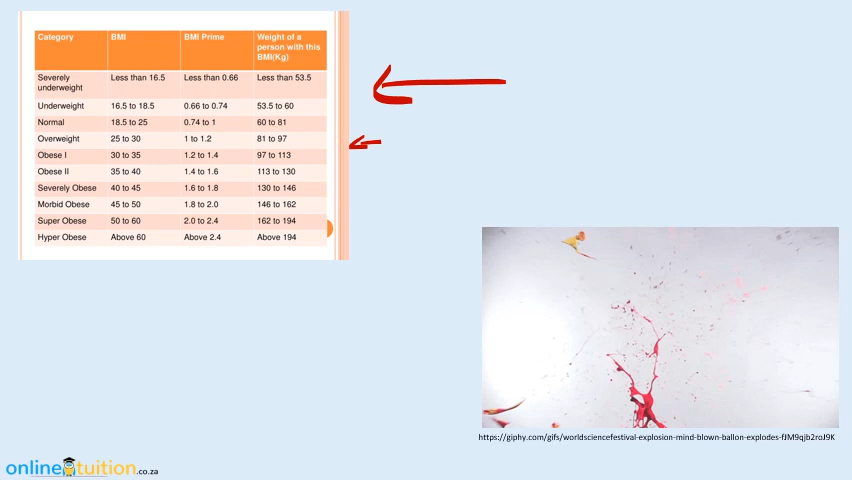 Category BMI BMI Prime Weight of a
person with this
BMI(Kg)
Severely Less than 16.5 Less than 0.66 Less than 53.5
underweight
Underweight 16.5 to 18.5 0.66 to 0.74 53.5 to 60
Normal 18.5 to 25 0.74 to 1 60 to 81
Overweight 25 to 30 1 to 1.2 81 to 97
Obese I 30 to 35 1.2 to 1.4 97 to 113
Obese II 35 to 40 1.4 to 1.6 113 to 130
Severely Obese 40 to 45 1.6 to 1.8 130 to 146
Morbid Obese 45 to 50 1.8 to 2.0 146 to 162
Super Obese 50 to 60 2.0 to 2.4 162 to 194
Hyper Obese Above 60 Above 2.4 Above 194
https://giphy.com/gifs/worldsciencefestival-explosion-mind-blown-ballon-explodes-fJM9qjb2roJ9K
onlinetuition.co.za